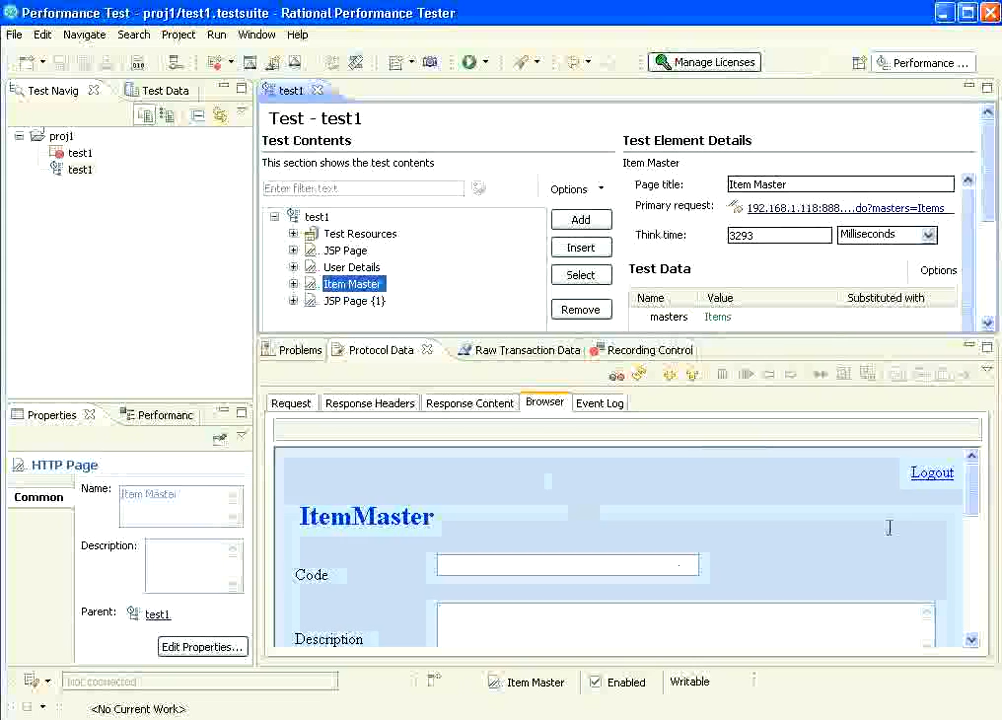 Performance Test - proj1/test1.testsuite - Rational Performance Tester
File Edit Navigate Search Project Run Window Help
Manage Licenses
Performance ...
Test Navig
Test Data
proj1
test1
test1
test1
Test - test1
Test Contents
This section shows the test contents
Enter filter text
Options
test1
Test Resources
JSP Page
User Details
Item Master
JSP Page {1}
Add
Insert
Select
Remove
Test Element Details
Item Master
Page title: Item Master
Primary request: 192.168.1.118:888....do?masters=Items
Think time: 3293 Milliseconds
Test Data
Options
Name Value Substituted with
masters Items
Problems Protocol Data Raw Transaction Data Recording Control
Request Response Headers Response Content Browser Event Log
Logout
ItemMaster
Code
Description
Properties
Performanc
HTTP Page
Common
Name: Item Master
Description:
Parent: test1
Edit Properties...
Not connected
Item Master
Enabled
Writable
<No Current Work>